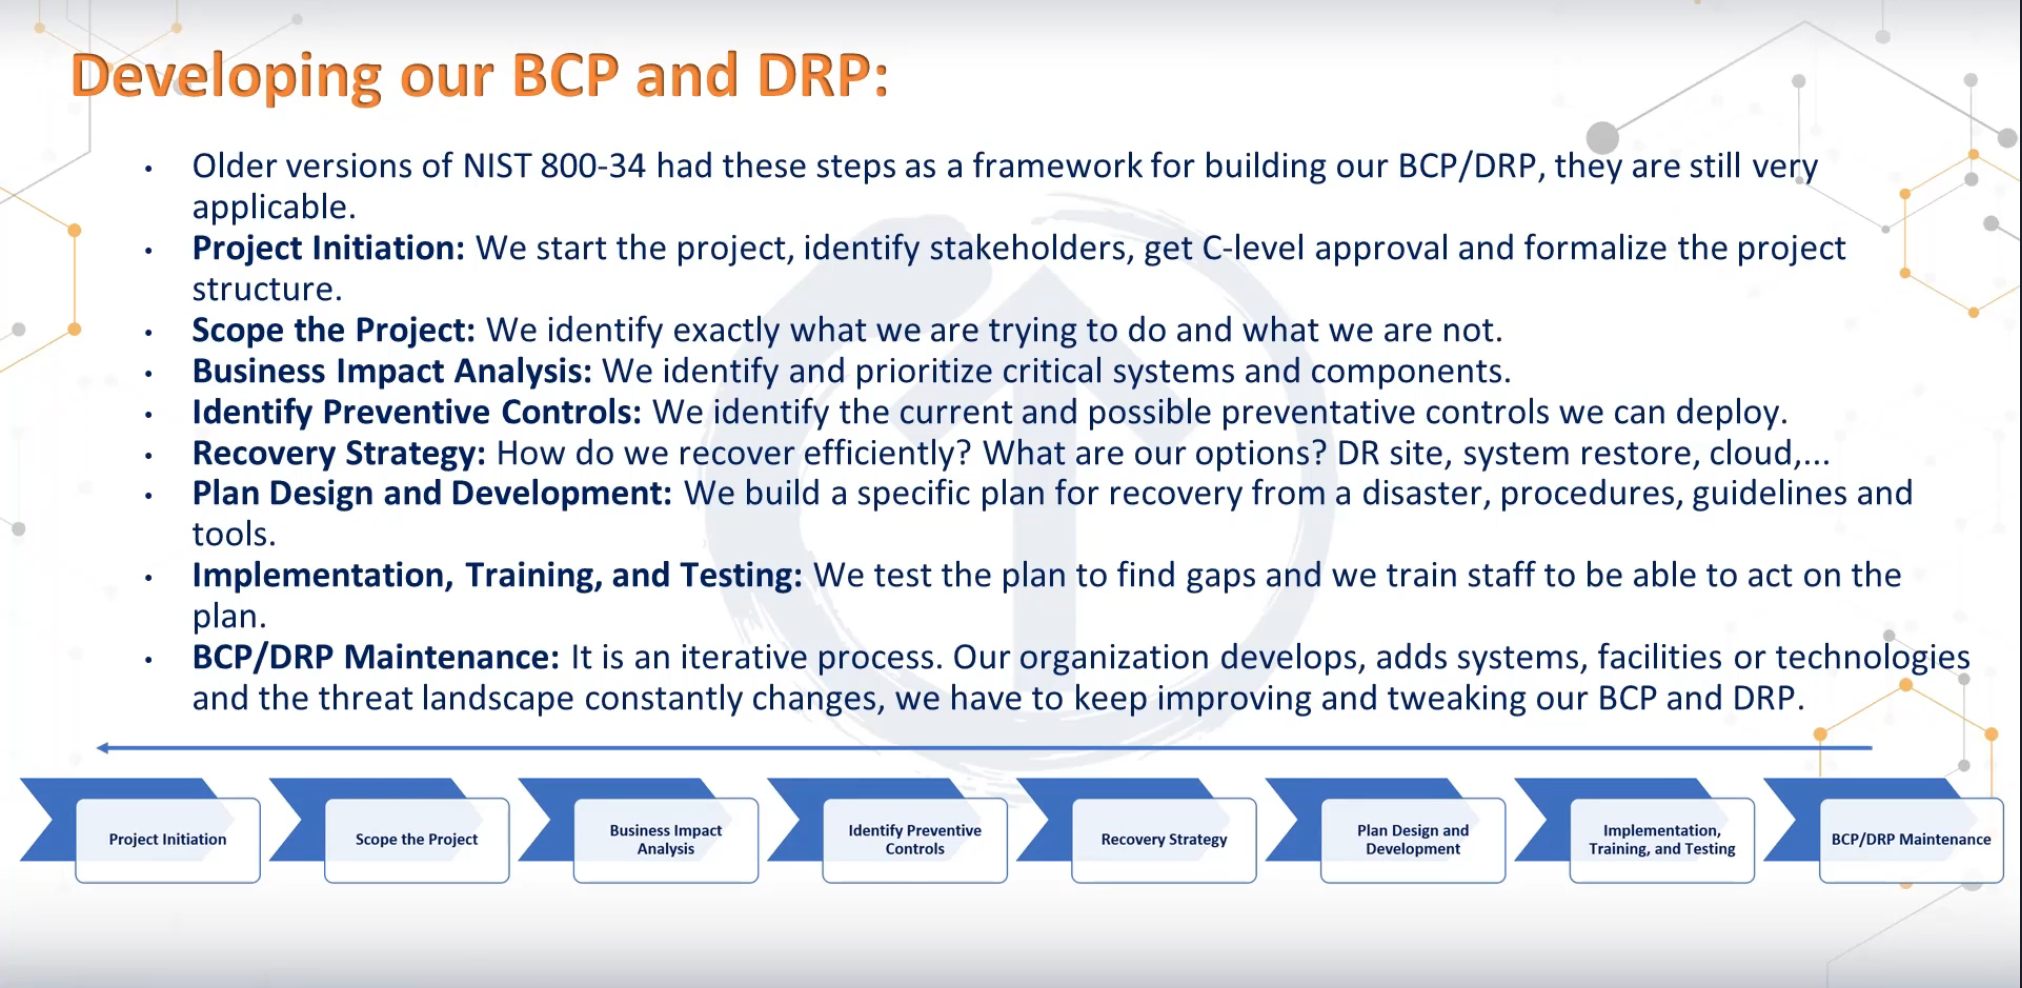 Developing our BCP and DRP:
• Older versions of NIST 800-34 had these steps as a framework for building our BCP/DRP, they are still very
applicable.
• Project Initiation: We start the project, identify stakeholders, get C-level approval and formalize the project
structure.
• Scope the Project: We identify exactly what we are trying to do and what we are not.
• Business Impact Analysis: We identify and prioritize critical systems and components.
• Identify Preventive Controls: We identify the current and possible preventative controls we can deploy.
• Recovery Strategy: How do we recover efficiently? What are our options? DR site, system restore, cloud,...
• Plan Design and Development: We build a specific plan for recovery from a disaster, procedures, guidelines and
tools.
• Implementation, Training, and Testing: We test the plan to find gaps and we train staff to be able to act on the
plan.
• BCP/DRP Maintenance: It is an iterative process. Our organization develops, adds systems, facilities or technologies
and the threat landscape constantly changes, we have to keep improving and tweaking our BCP and DRP.
Project Initiation
Scope the Project
Business Impact
Analysis
Identify Preventive
Controls
Recovery Strategy
Plan Design and
Development
Implementation,
Training, and Testing
BCP/DRP Maintenance